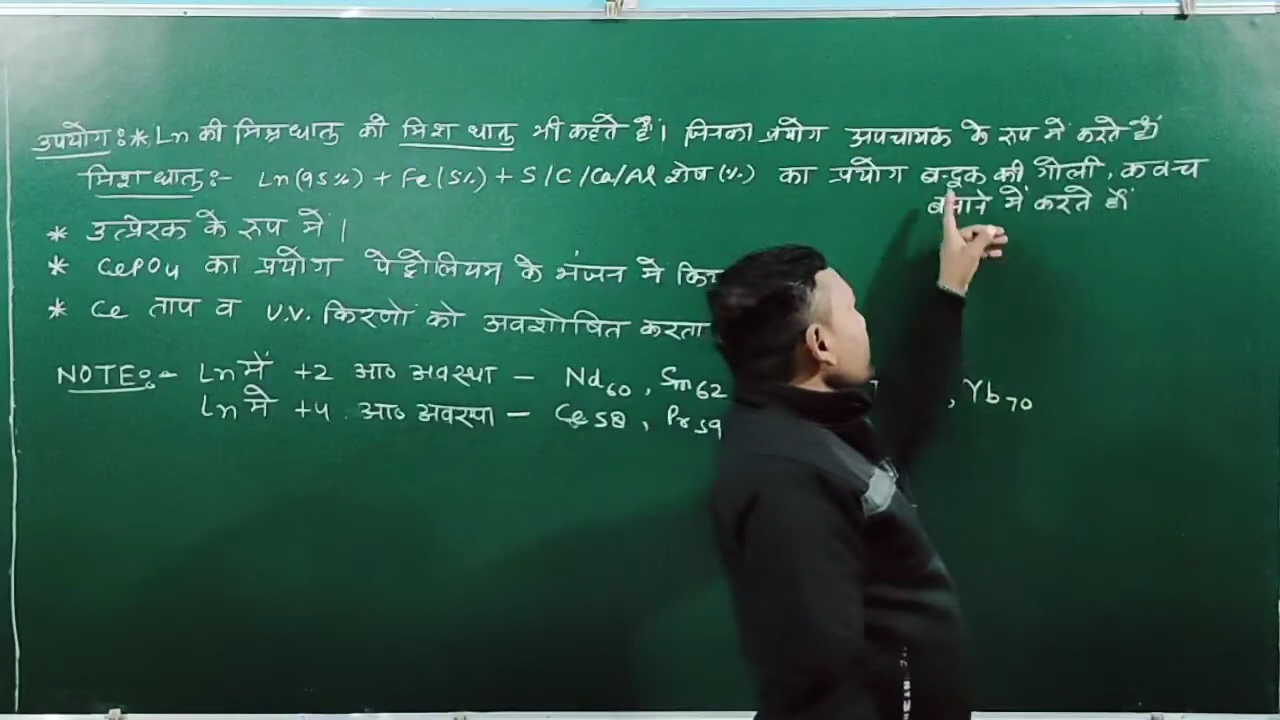 उपयोग :* Ln की मिश्रधातु को मिश धातु भी कहते हैं। जिनका प्रयोग अपचायक के रूप में करते हैं।
मिश धातु :- Ln(95%) + Fe(5%) + S/C/Ca/Al शेष (%) का प्रयोग बन्दूक की गोली, कवच
बनाने में करते हैं।
* उत्प्रेरक के रूप में।
* CePO4 का प्रयोग पेट्रोलियम के भंजन में
* Ce ताप व U.V. किरणों को अवशोषित करता
NOTE:- Ln में +2 आ० अवस्था - Nd60, Sm62 , Yb70
Ln में +4 आ० अवस्था - Ce58, Pr59